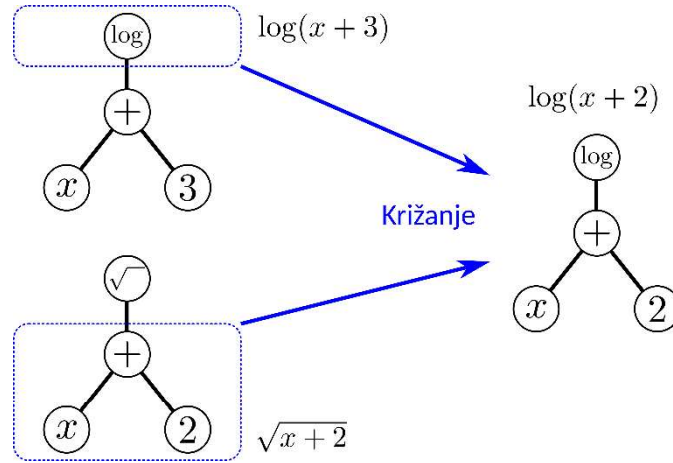 log
log(x + 3)
+
x
3
log(x + 2)
log
Križanje
+
x
2
√
+
x
2
√x + 2